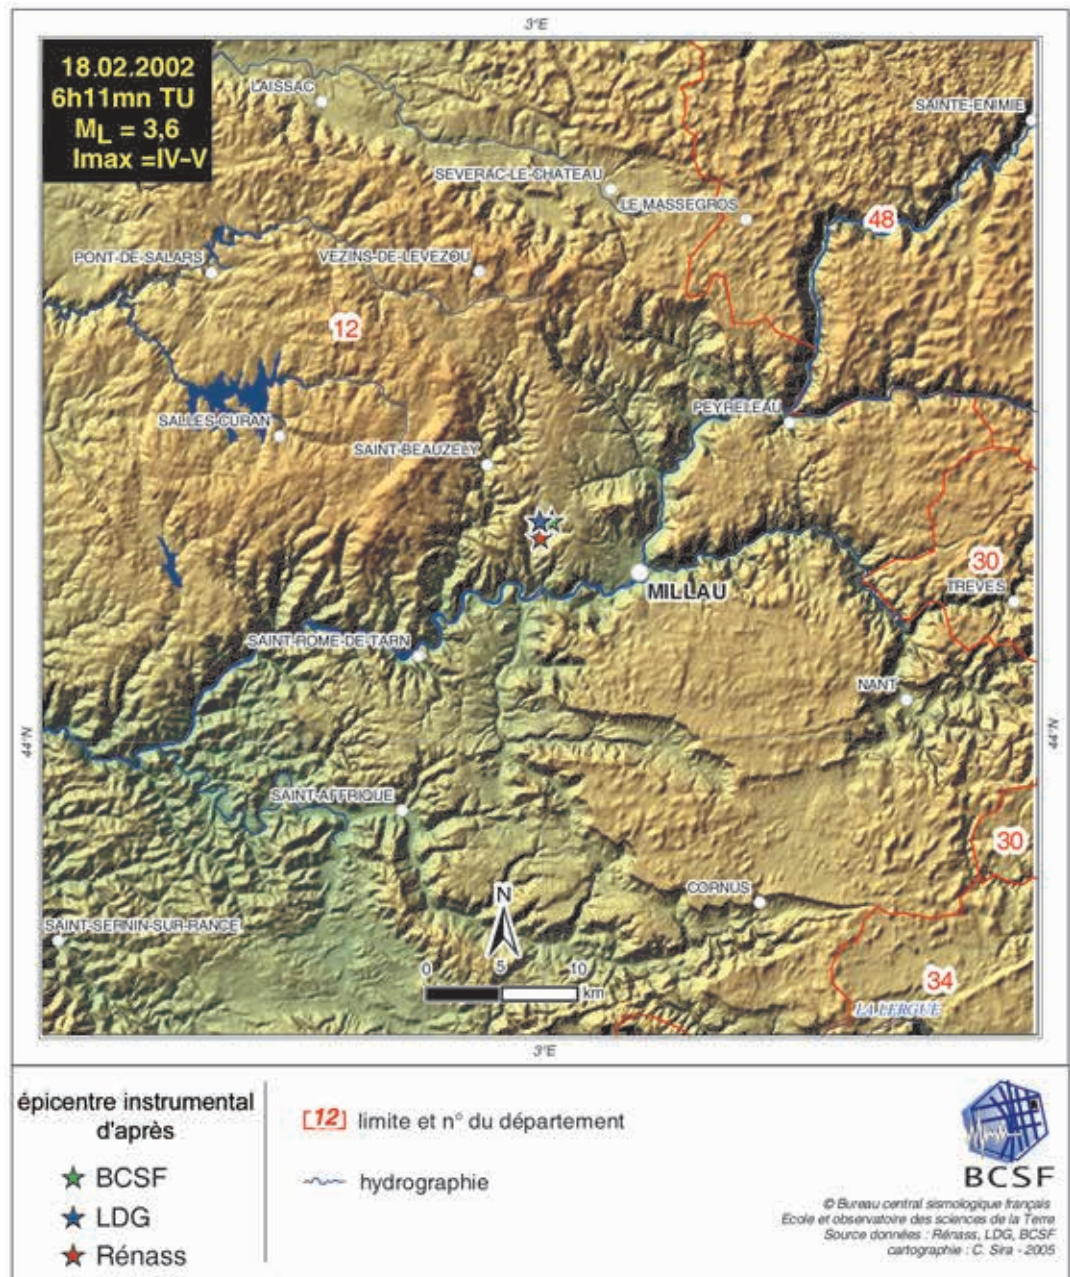 3°E
18.02.2002
6h11mn TU
ML = 3,6
Imax =IV-V
LAISSAC
SAINTE-ENIMIE
SEVERAC-LE-CHATEAU
LE MASSEGROS
48
PONT-DE-SALARS
VEZINS-DE-LEVEZOU
12
PEYRELEAU
SALLES-CURAN
SAINT-BEAUZELY
30
TREVES
MILLAU
SAINT-ROME-DE-TARN
NANT
44°N
44°N
SAINT-AFFRIQUE
30
CORNUS
N
SAINT-SERNIN-SUR-RANCE
0 5 10
km
34
LA LERGUE
3°E
épicentre instrumental
d'après
BCSF
LDG
Rénass
[12] limite et n° du département
hydrographie
BCSF
© Bureau central sismologique français
Ecole et observatoire des sciences de la Terre
Source données : Rénass, LDG, BCSF
cartographie : C. Sira - 2005